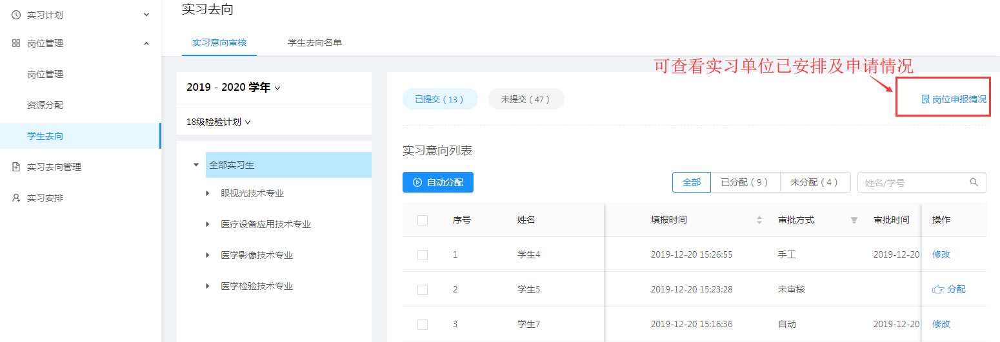 实习计划
岗位管理
岗位管理
资源分配
学生去向
实习去向管理
实习安排
实习去向
实习意向审核 学生去向名单
可查看实习单位已安排及申请情况
2019 - 2020 学年
18级检验计划
全部实习生
眼视光技术专业
医疗设备应用技术专业
医学影像技术专业
医学检验技术专业
已提交（13） 未提交（47） 岗位申报情况
实习意向列表
自动分配 全部 已分配（9） 未分配（4） 姓名/学号
序号 姓名 填报时间 审批方式 审批时间 操作
1 学生4 2019-12-20 15:26:55 手工 2019-12-20 修改
2 学生5 2019-12-20 15:23:28 未审核 分配
3 学生7 2019-12-20 15:16:36 自动 2019-12-20 修改